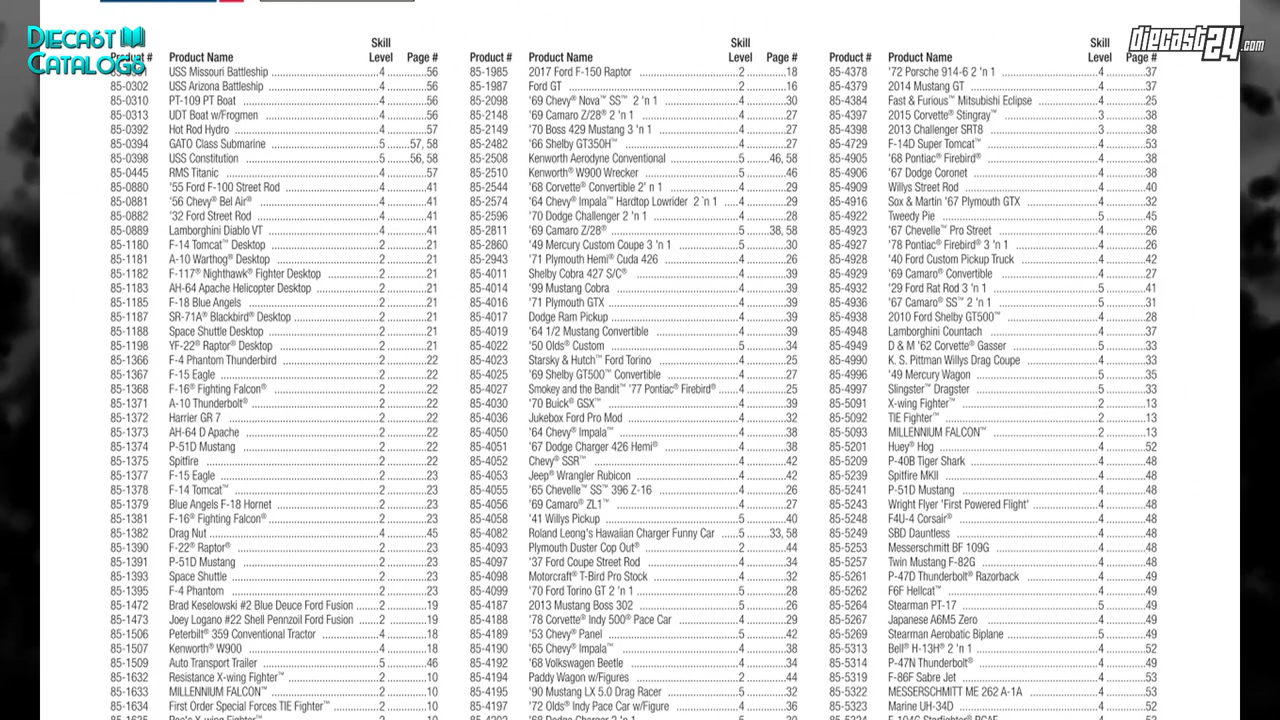 DIECAST
CATALOGS
diecast24.com
Product # Product Name Skill Level Page #
USS Missouri Battleship 4 56
85-0302 USS Arizona Battleship 4 56
85-0310 PT-109 PT Boat 4 56
85-0313 UDT Boat w/Frogmen 4 56
85-0392 Hot Rod Hydro 4 57
85-0394 GATO Class Submarine 5 57, 58
85-0398 USS Constitution 5 56, 58
85-0445 RMS Titanic 4 57
85-0880 '55 Ford F-100 Street Rod 4 41
85-0881 '56 Chevy® Bel Air® 4 41
85-0882 '32 Ford Street Rod 4 41
85-0889 Lamborghini Diablo VT 4 41
85-1180 F-14 Tomcat™ Desktop 2 21
85-1181 A-10 Warthog® Desktop 2 21
85-1182 F-117® Nighthawk® Fighter Desktop 2 21
85-1183 AH-64 Apache Helicopter Desktop 2 21
85-1185 F-18 Blue Angels 2 21
85-1187 SR-71A® Blackbird® Desktop 2 21
85-1188 Space Shuttle Desktop 2 21
85-1198 YF-22® Raptor® Desktop 2 21
85-1366 F-4 Phantom Thunderbird 2 22
85-1367 F-15 Eagle 2 22
85-1368 F-16® Fighting Falcon® 2 22
85-1371 A-10 Thunderbolt® 2 22
85-1372 Harrier GR 7 2 22
85-1373 AH-64 D Apache 2 22
85-1374 P-51D Mustang 2 22
85-1375 Spitfire 2 22
85-1377 F-15 Eagle 2 23
85-1378 F-14 Tomcat™ 2 23
85-1379 Blue Angels F-18 Hornet 2 23
85-1381 F-16® Fighting Falcon® 2 23
85-1382 Drag Nut 4 45
85-1390 F-22® Raptor® 2 23
85-1391 P-51D Mustang 2 23
85-1393 Space Shuttle 2 23
85-1395 F-4 Phantom 2 23
85-1472 Brad Keselowski #2 Blue Deuce Ford Fusion 2 19
85-1473 Joey Logano #22 Shell Pennzoil Ford Fusion 2 19
85-1506 Peterbilt® 359 Conventional Tractor 4 18
85-1507 Kenworth® W900 4 18
85-1509 Auto Transport Trailer 5 46
85-1632 Resistance X-wing Fighter™ 2 10
85-1633 MILLENNIUM FALCON™ 2 10
85-1634 First Order Special Forces TIE Fighter™ 2 10
85-1635 Poe's X-wing Fighter™ 2 10
Product # Product Name Skill Level Page #
85-1985 2017 Ford F-150 Raptor 2 18
85-1987 Ford GT 2 16
85-2098 '69 Chevy® Nova™ SS™ 2 'n 1 4 30
85-2148 '69 Camaro Z/28® 2 'n 1 4 27
85-2149 '70 Boss 429 Mustang 3 'n 1 4 27
85-2482 '66 Shelby GT350H™ 4 27
85-2508 Kenworth Aerodyne Conventional 5 46, 58
85-2510 Kenworth® W900 Wrecker 5 46
85-2544 '68 Corvette® Convertible 2' n 1 4 29
85-2574 '64 Chevy® Impala™ Hardtop Lowrider 2 `n 1 4 29
85-2596 '70 Dodge Challenger 2 'n 1 4 28
85-2811 '69 Camaro Z/28® 5 38, 58
85-2860 '49 Mercury Custom Coupe 3 'n 1 5 30
85-2943 '71 Plymouth Hemi® Cuda 426 4 26
85-4011 Shelby Cobra 427 S/C® 4 39
85-4014 '99 Mustang Cobra 4 39
85-4016 '71 Plymouth GTX 4 39
85-4017 Dodge Ram Pickup 4 39
85-4019 '64 1/2 Mustang Convertible 4 39
85-4022 '50 Olds® Custom 5 34
85-4023 Starsky & Hutch™ Ford Torino 4 25
85-4025 '69 Shelby GT500™ Convertible 4 27
85-4027 Smokey and the Bandit™ '77 Pontiac® Firebird® 4 25
85-4030 '70 Buick® GSX™ 4 39
85-4036 Jukebox Ford Pro Mod 4 32
85-4050 '64 Chevy® Impala™ 4 38
85-4051 '67 Dodge Charger 426 Hemi® 4 38
85-4052 Chevy® SSR™ 4 42
85-4053 Jeep® Wrangler Rubicon 4 42
85-4055 '65 Chevelle™ SS™ 396 Z-16 4 26
85-4056 '69 Camaro® ZL1™ 4 27
85-4058 '41 Willys Pickup 5 40
85-4082 Roland Leong's Hawaiian Charger Funny Car 5 33, 58
85-4093 Plymouth Duster Cop Out® 2 44
85-4097 '37 Ford Coupe Street Rod 4 34
85-4098 Motorcraft® T-Bird Pro Stock 4 32
85-4099 '70 Ford Torino GT 2 'n 1 5 28
85-4187 2013 Mustang Boss 302 4 26
85-4188 '78 Corvette® Indy 500® Pace Car 4 29
85-4189 '53 Chevy® Panel 5 42
85-4190 '65 Chevy® Impala™ 4 38
85-4192 '68 Volkswagen Beetle 4 34
85-4194 Paddy Wagon w/Figures 2 44
85-4195 '90 Mustang LX 5.0 Drag Racer 5 32
85-4197 '72 Olds® Indy Pace Car w/Figure 4 36
85-4202 '68 Dodge Charger 2 'n 1 5 30
Product # Product Name Skill Level Page #
85-4378 '72 Porsche 914-6 2 'n 1 4 37
85-4379 2014 Mustang GT 4 37
85-4384 Fast & Furious™ Mitsubishi Eclipse 4 25
85-4397 2015 Corvette® Stingray™ 3 38
85-4398 2013 Challenger SRT8 3 38
85-4729 F-14D Super Tomcat™ 4 53
85-4905 '68 Pontiac® Firebird® 4 38
85-4906 '67 Dodge Coronet 4 38
85-4909 Willys Street Rod 4 40
85-4916 Sox & Martin '67 Plymouth GTX 4 32
85-4922 Tweedy Pie 5 45
85-4923 '67 Chevelle™ Pro Street 4 26
85-4927 '78 Pontiac® Firebird® 3 'n 1 4 26
85-4928 '40 Ford Custom Pickup Truck 4 42
85-4929 '69 Camaro® Convertible 4 27
85-4932 '29 Ford Rat Rod 3 'n 1 5 41
85-4936 '67 Camaro® SS™ 2 'n 1 5 31
85-4938 2010 Ford Shelby GT500™ 4 28
85-4948 Lamborghini Countach 4 37
85-4949 D & M '62 Corvette® Gasser 5 33
85-4990 K. S. Pittman Willys Drag Coupe 4 33
85-4996 '49 Mercury Wagon 5 35
85-4997 Slingster™ Dragster 5 33
85-5091 X-wing Fighter™ 2 13
85-5092 TIE Fighter™ 2 13
85-5093 MILLENNIUM FALCON™ 2 13
85-5201 Huey® Hog 4 52
85-5209 P-40B Tiger Shark 4 48
85-5239 Spitfire MKII 4 48
85-5241 P-51D Mustang 4 48
85-5243 Wright Flyer 'First Powered Flight' 4 48
85-5248 F4U-4 Corsair® 4 48
85-5249 SBD Dauntless 4 48
85-5253 Messerschmitt BF 109G 4 48
85-5257 Twin Mustang F-82G 4 48
85-5261 P-47D Thunderbolt® Razorback 4 49
85-5262 F6F Hellcat™ 4 49
85-5264 Stearman PT-17 5 49
85-5267 Japanese A6M5 Zero 4 49
85-5269 Stearman Aerobatic Biplane 5 49
85-5313 Bell® H-13H® 2 'n 1 4 52
85-5314 P-47N Thunderbolt® 4 49
85-5319 F-86F Sabre Jet 4 53
85-5322 MESSERSCHMITT ME 262 A-1A 4 53
85-5323 Marine UH-34D 4 52